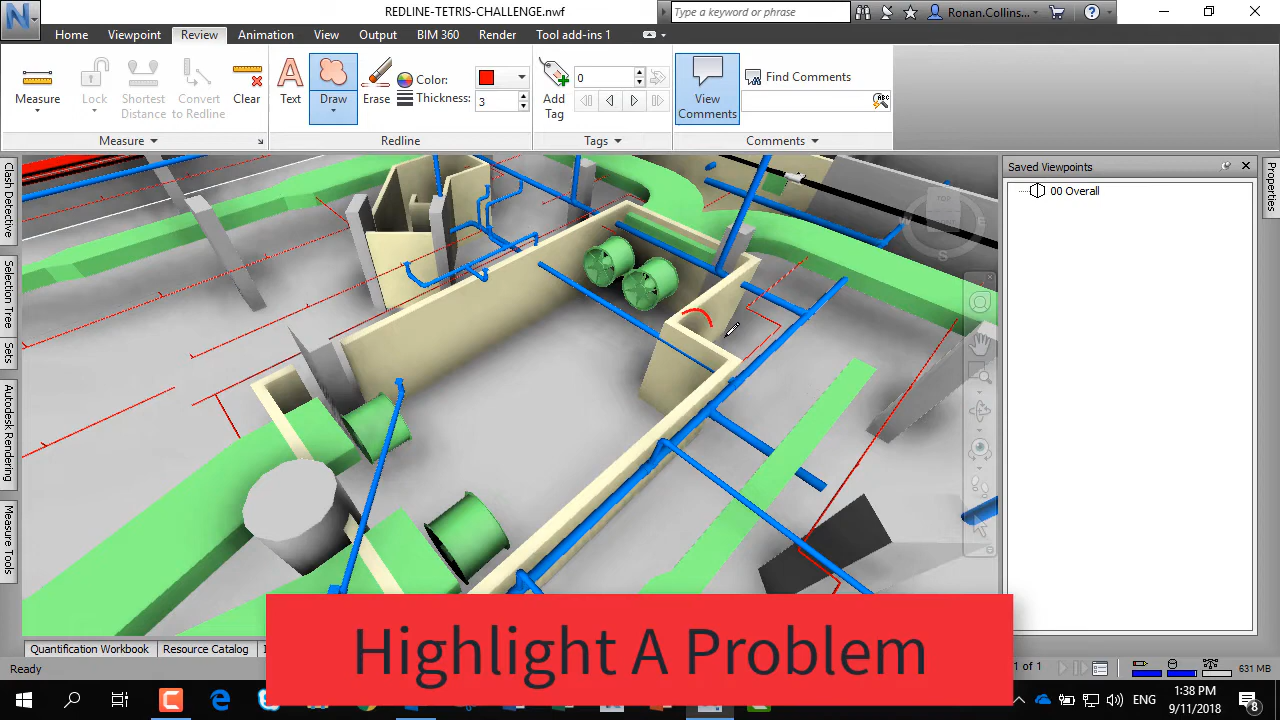 N
REDLINE-TETRIS-CHALLENGE.nwf
Type a keyword or phrase
Ronan.Collins...
?
Home Viewpoint Review Animation View Output BIM 360 Render Tool add-ins 1
Measure
Lock
Shortest
Distance
Convert
to Redline
Clear
Text
Draw
Erase
Color:
Thickness: 3
Add
Tag
0
View
Comments
Find Comments
ABC
Measure
Redline
Tags
Comments
Clash Detective
Selection Tree
Sets
Autodesk Rendering
Measure Tools
Saved Viewpoints
00 Overall
Properties
TOP
W
E
S
Quantification Workbook
Resource Catalog
Highlight A Problem
Ready
1 of 1
631 MB
ENG
1:38 PM
9/11/2018
8